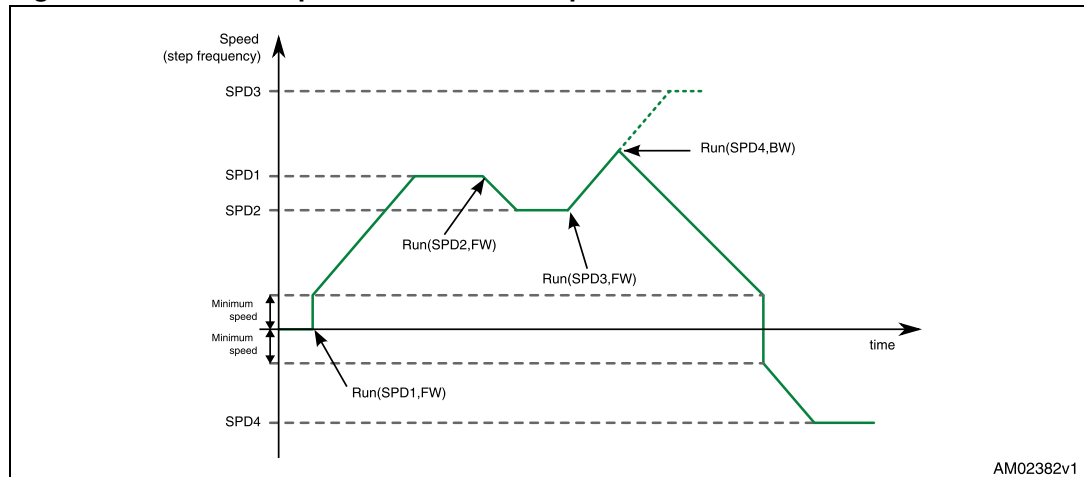 Speed
(step frequency)
SPD3
Run(SPD4,BW)
SPD1
SPD2
Run(SPD2,FW)
Run(SPD3,FW)
Minimum
speed
Minimum
speed
time
Run(SPD1,FW)
SPD4
AM02382v1